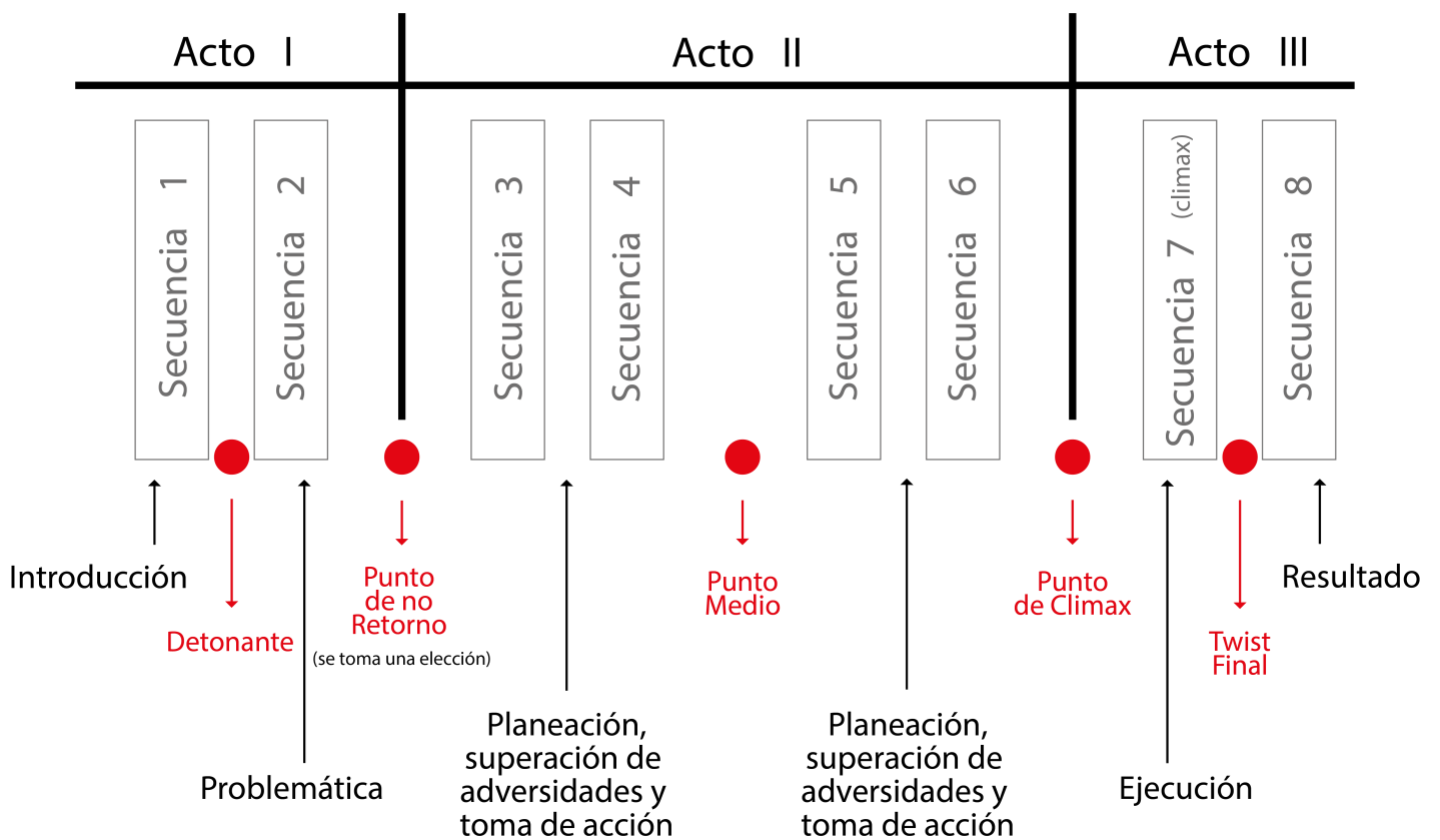 Acto I
Acto II
Acto III
Secuencia 1
Secuencia 2
Secuencia 3
Secuencia 4
Secuencia 5
Secuencia 6
Secuencia 7 (climax)
Secuencia 8
Introducción
Detonante
Problemática
Punto
de no
Retorno
(se toma una elección)
Planeación,
superación de
adversidades y
toma de acción
Punto
Medio
Planeación,
superación de
adversidades y
toma de acción
Punto
de Climax
Ejecución
Twist
Final
Resultado